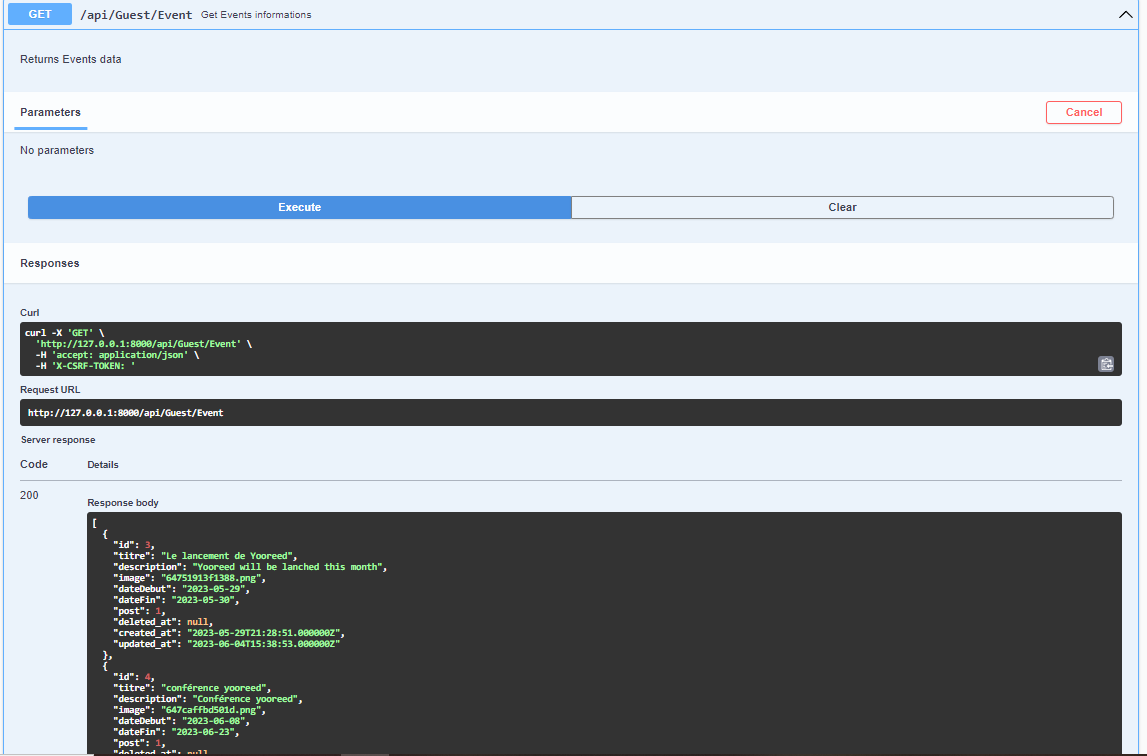 GET /api/Guest/Event Get Events informations
Returns Events data
Parameters
Cancel
No parameters
Execute
Clear
Responses
Curl
curl -X 'GET' \
'http://127.0.0.1:8000/api/Guest/Event' \
-H 'accept: application/json' \
-H 'X-CSRF-TOKEN: '
Request URL
http://127.0.0.1:8000/api/Guest/Event
Server response
Code Details
200
Response body
[
{
"id": 3,
"titre": "Le lancement de Yooreed",
"description": "Yooreed will be lanched this month",
"image": "64751913f1388.png",
"dateDebut": "2023-05-29",
"dateFin": "2023-05-30",
"post": 1,
"deleted_at": null,
"created_at": "2023-05-29T21:28:51.000000Z",
"updated_at": "2023-06-04T15:38:53.000000Z"
},
{
"id": 4,
"titre": "conférence yooreed",
"description": "Conférence yooreed",
"image": "647caffbd501d.png",
"dateDebut": "2023-06-08",
"dateFin": "2023-06-23",
"post": 1,
"deleted_at": null